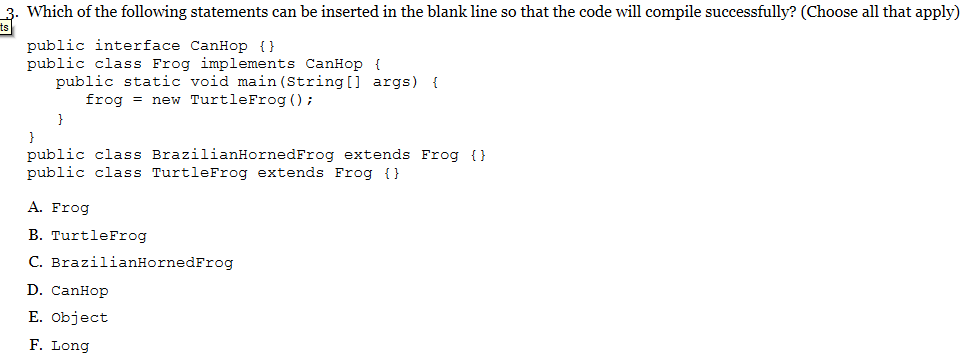 3. Which of the following statements can be inserted in the blank line so that the code will compile successfully? (Choose all that apply)
ts
public interface CanHop {}
public class Frog implements CanHop {
public static void main(String[] args) {
frog = new TurtleFrog();
}
}
public class BrazilianHornedFrog extends Frog {}
public class TurtleFrog extends Frog {}
A. Frog
B. TurtleFrog
C. BrazilianHornedFrog
D. CanHop
E. Object
F. Long